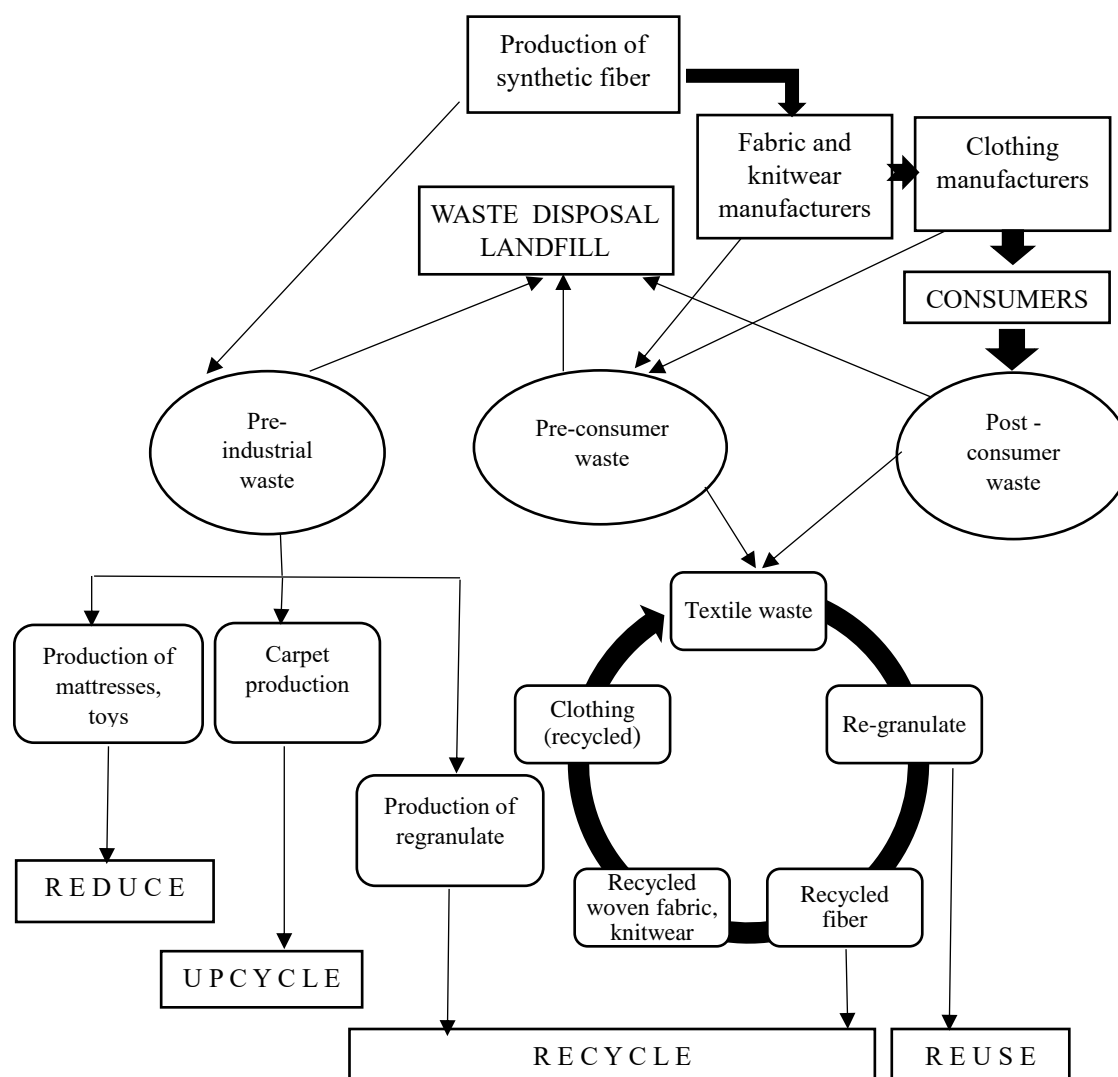 Production of
synthetic fiber
Fabric and
knitwear
manufacturers
Clothing
manufacturers
WASTE DISPOSAL
LANDFILL
CONSUMERS
Pre-
industrial
waste
Pre-consumer
waste
Post -
consumer
waste
Textile waste
Production of
mattresses,
toys
Carpet
production
Clothing
(recycled)
Re-granulate
Production of
regranulate
Recycled
woven fabric,
knitwear
Recycled
fiber
R E D U C E
U P C Y C L E
R E C Y C L E
R E U S E